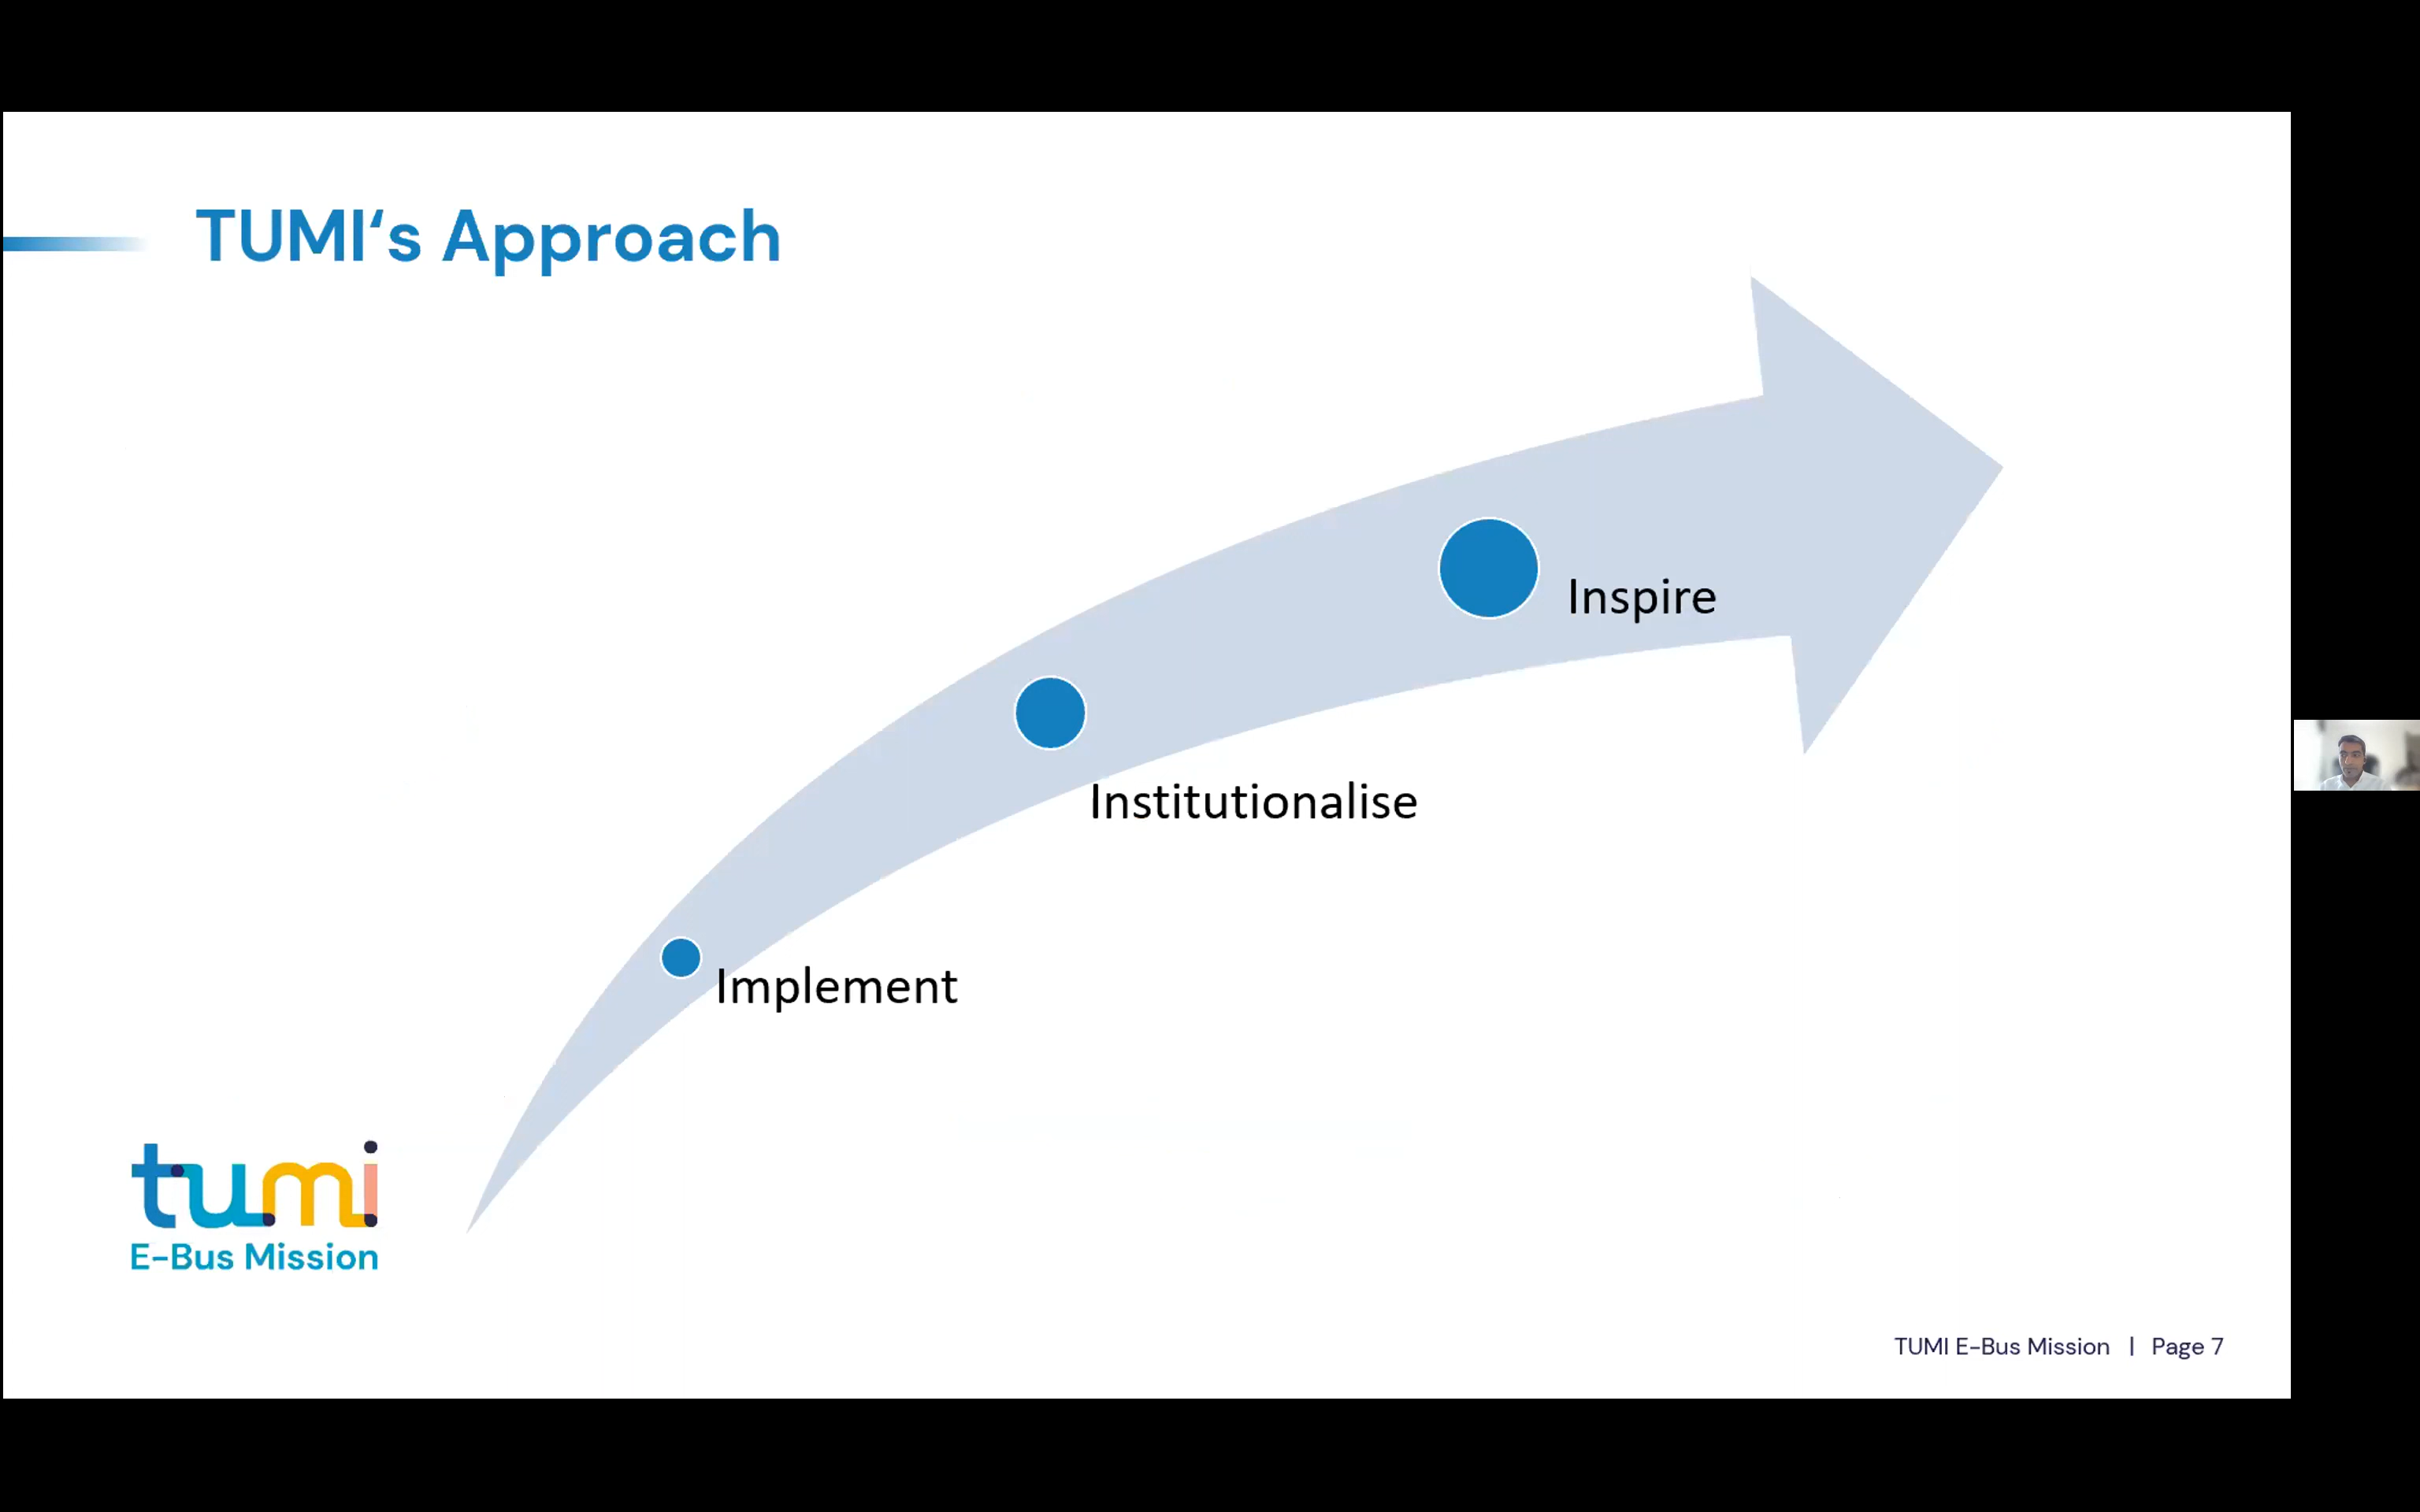 TUMI‘s Approach
Inspire
Institutionalise
Implement
tumi
E-Bus Mission
TUMI E-Bus Mission | Page 7